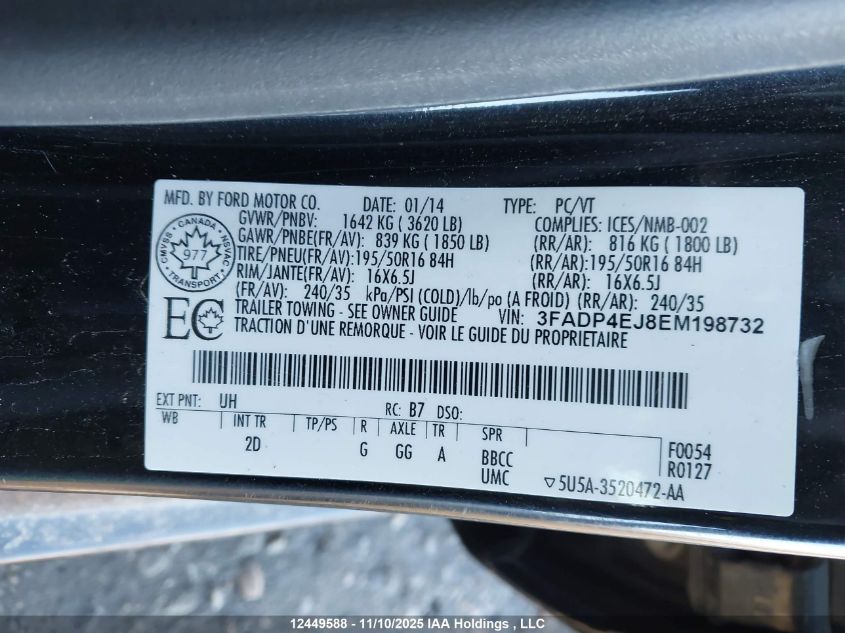 MFD. BY FORD MOTOR CO. DATE: 01/14 TYPE: PC/VT
GVWR/PNBV: 1642 KG ( 3620 LB) COMPLIES: ICES/NMB-002
GAWR/PNBE(FR/AV): 839 KG ( 1850 LB) (RR/AR): 816 KG ( 1800 LB)
TIRE/PNEU(FR/AV):195/50R16 84H (RR/AR):195/50R16 84H
RIM/JANTE(FR/AV): 16X6.5J (RR/AR): 16X6.5J
(FR/AV): 240/35 kPa/PSI (COLD)/lb/po (A FROID) (RR/AR): 240/35
TRAILER TOWING - SEE OWNER GUIDE VIN: 3FADP4EJ8EM198732
TRACTION D'UNE REMORQUE - VOIR LE GUIDE DU PROPRIETAIRE
CANADA
CMVSS 977 NSVAC
TRANSPORT
EC
EXT PNT: UH RC: B7 DSO:
WB INT TR TP/PS R AXLE TR SPR F0054
2D G GG A BBCC R0127
UMC ▽5U5A-3520472-AA
12449588 - 11/10/2025 IAA Holdings, LLC